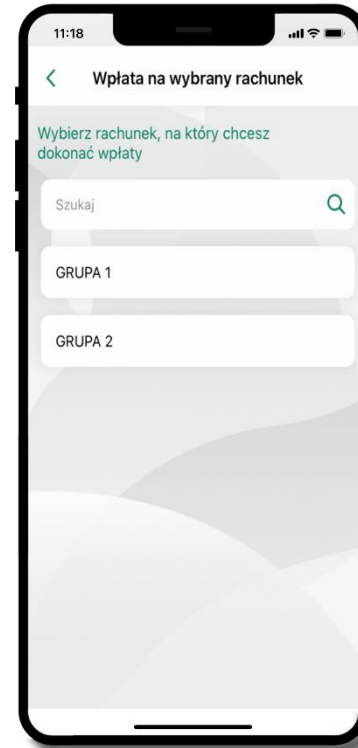 11:18
Wpłata na wybrany rachunek
Wybierz rachunek, na który chcesz
dokonać wpłaty
Szukaj
GRUPA 1
GRUPA 2